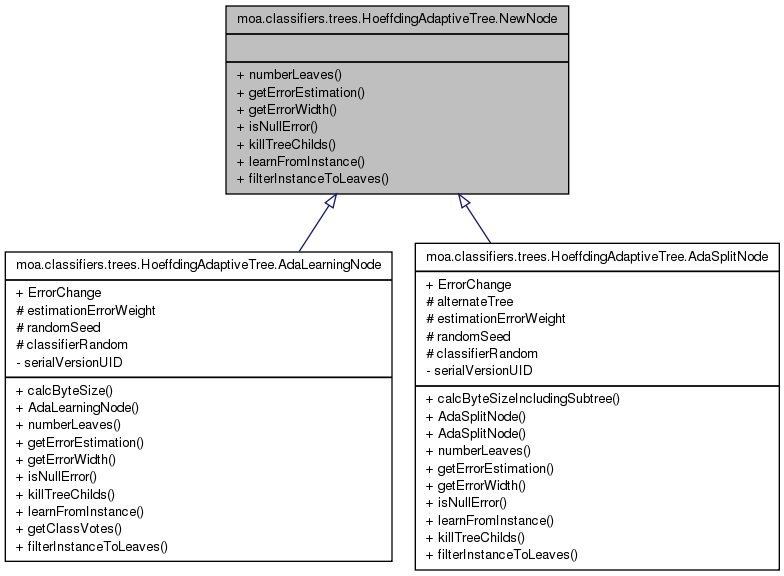 moa.classifiers.trees.HoeffdingAdaptiveTree.NewNode
+ numberLeaves()
+ getErrorEstimation()
+ getErrorWidth()
+ isNullError()
+ killTreeChilds()
+ learnFromInstance()
+ filterInstanceToLeaves()
moa.classifiers.trees.HoeffdingAdaptiveTree.AdaLearningNode
+ ErrorChange
# estimationErrorWeight
# randomSeed
# classifierRandom
- serialVersionUID
+ calcByteSize()
+ AdaLearningNode()
+ numberLeaves()
+ getErrorEstimation()
+ getErrorWidth()
+ isNullError()
+ killTreeChilds()
+ learnFromInstance()
+ getClassVotes()
+ filterInstanceToLeaves()
moa.classifiers.trees.HoeffdingAdaptiveTree.AdaSplitNode
+ ErrorChange
# alternateTree
# estimationErrorWeight
# randomSeed
# classifierRandom
- serialVersionUID
+ calcByteSizeIncludingSubtree()
+ AdaSplitNode()
+ AdaSplitNode()
+ numberLeaves()
+ getErrorEstimation()
+ getErrorWidth()
+ isNullError()
+ learnFromInstance()
+ killTreeChilds()
+ filterInstanceToLeaves()